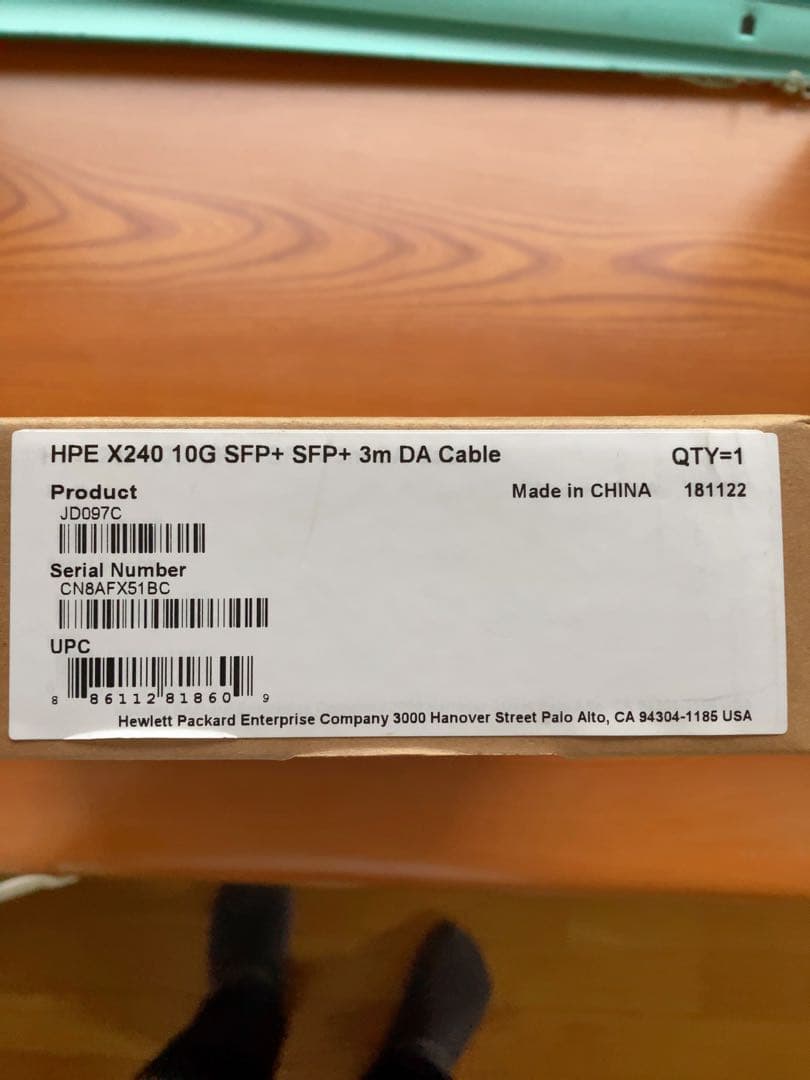 HPE X240 10G SFP+ SFP+ 3m DA Cable QTY=1
Product Made in CHINA 181122
JD097C
Serial Number
CN8AFX51BC
UPC
8 86112 81860 9
Hewlett Packard Enterprise Company 3000 Hanover Street Palo Alto, CA 94304-1185 USA